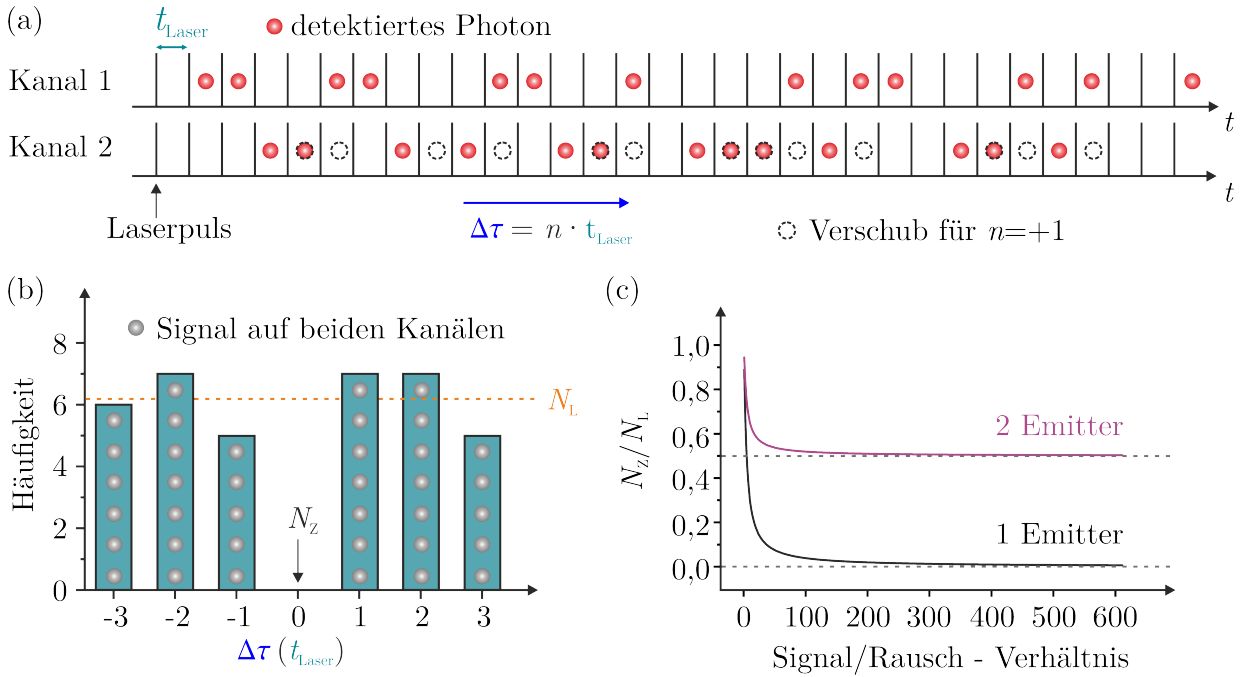 (a)
t_Laser
detektiertes Photon
Kanal 1
t
Kanal 2
t
Laserpuls
Δτ = n · t_Laser
Verschub für n=+1
(b)
Signal auf beiden Kanälen
Häufigkeit
8
6
4
2
0
N_L
N_Z
-3 -2 -1 0 1 2 3
Δτ (t_Laser)
(c)
N_Z/N_L
1,0
0,8
0,6
0,4
0,2
0,0
2 Emitter
1 Emitter
0 100 200 300 400 500 600
Signal/Rausch - Verhältnis